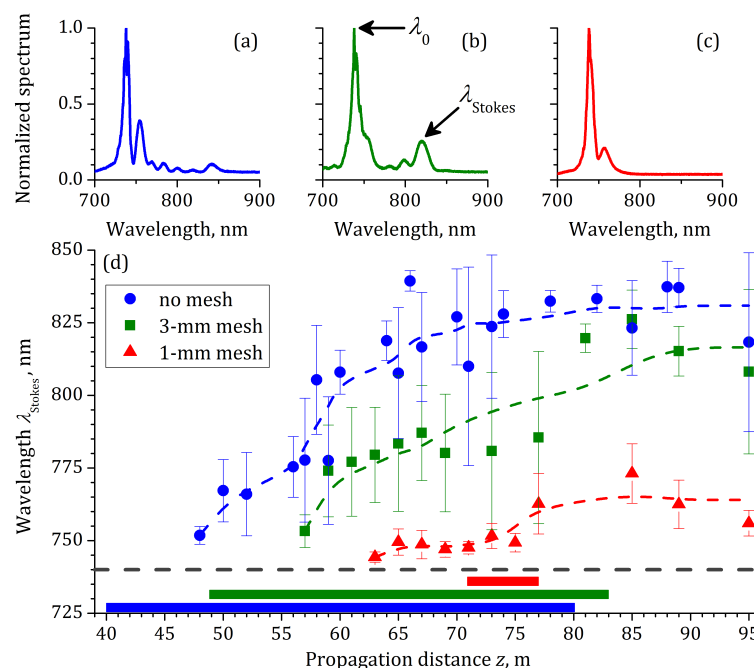 Normalized spectrum
1.0
0.5
0.0
(a)
700 800 900
Wavelength, nm
(b)
λ0
λStokes
700 800 900
Wavelength, nm
(c)
700 800 900
Wavelength, nm
(d)
Wavelength λStokes, nm
850
825
800
775
750
725
no mesh
3-mm mesh
1-mm mesh
40 45 50 55 60 65 70 75 80 85 90 95
Propagation distance z, m